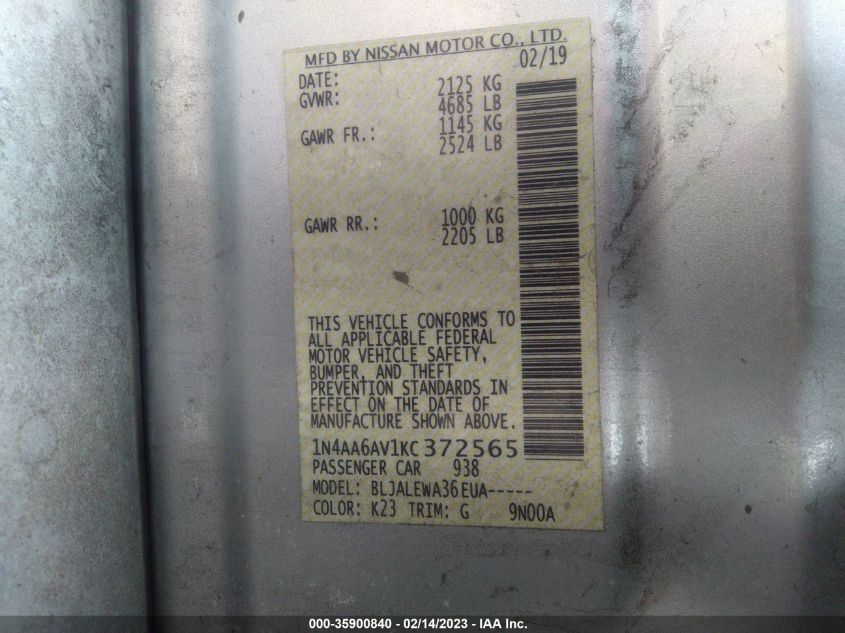 MFD BY NISSAN MOTOR CO., LTD.
DATE: 02/19
GVWR: 2125 KG
4685 LB
GAWR FR.: 1145 KG
2524 LB
GAWR RR.: 1000 KG
2205 LB
THIS VEHICLE CONFORMS TO
ALL APPLICABLE FEDERAL
MOTOR VEHICLE SAFETY,
BUMPER, AND THEFT
PREVENTION STANDARDS IN
EFFECT ON THE DATE OF
MANUFACTURE SHOWN ABOVE.
1N4AA6AV1KC372565
PASSENGER CAR 938
MODEL: BLJALEWA36EUA-----
COLOR: K23 TRIM: G 9N00A
000-35900840 - 02/14/2023 - IAA Inc.